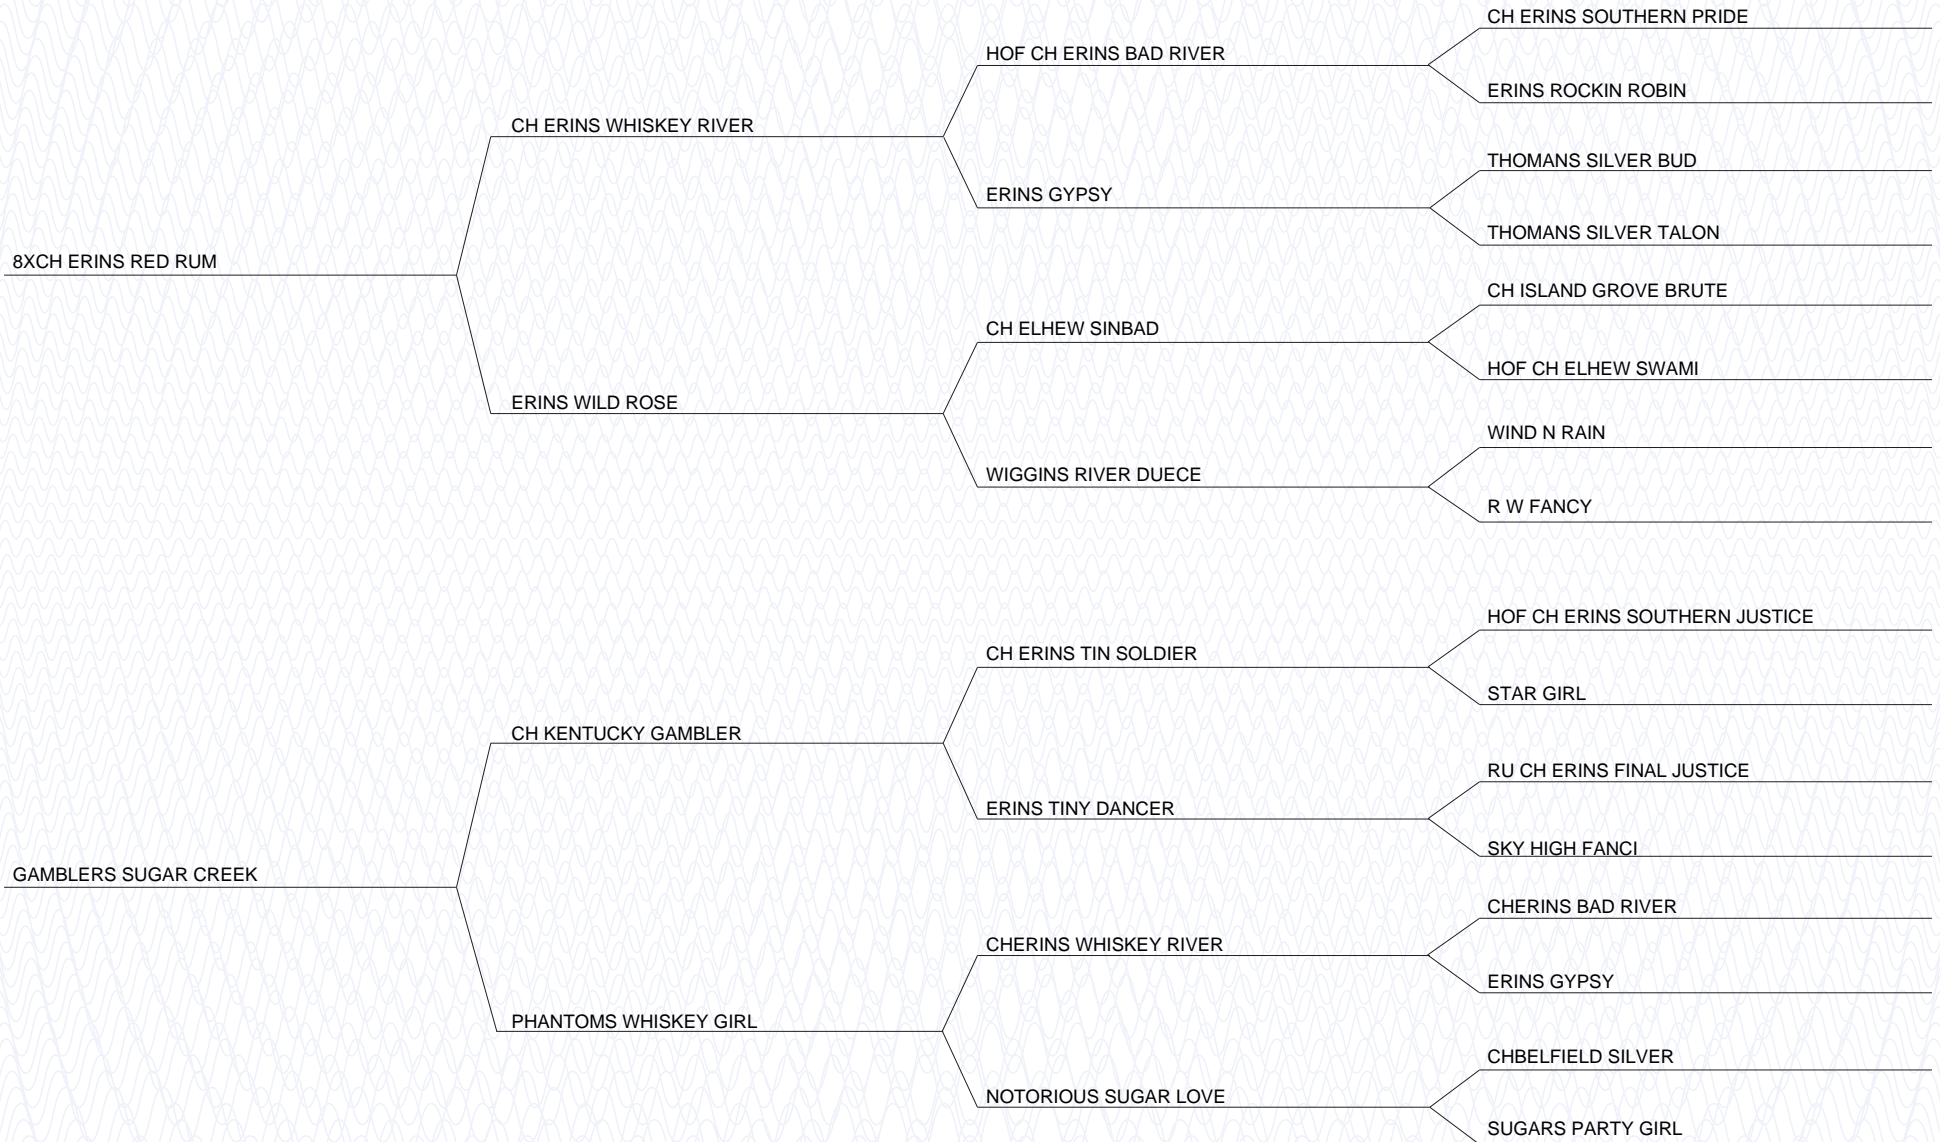 CH ERINS SOUTHERN PRIDE
HOF CH ERINS BAD RIVER
ERINS ROCKIN ROBIN
CH ERINS WHISKEY RIVER
THOMANS SILVER BUD
ERINS GYPSY
THOMANS SILVER TALON
8XCH ERINS RED RUM
CH ISLAND GROVE BRUTE
CH ELHEW SINBAD
HOF CH ELHEW SWAMI
ERINS WILD ROSE
WIND N RAIN
WIGGINS RIVER DUECE
R W FANCY
HOF CH ERINS SOUTHERN JUSTICE
CH ERINS TIN SOLDIER
STAR GIRL
CH KENTUCKY GAMBLER
RU CH ERINS FINAL JUSTICE
ERINS TINY DANCER
SKY HIGH FANCI
GAMBLERS SUGAR CREEK
CHERINS BAD RIVER
CHERINS WHISKEY RIVER
ERINS GYPSY
PHANTOMS WHISKEY GIRL
CHBELFIELD SILVER
NOTORIOUS SUGAR LOVE
SUGARS PARTY GIRL